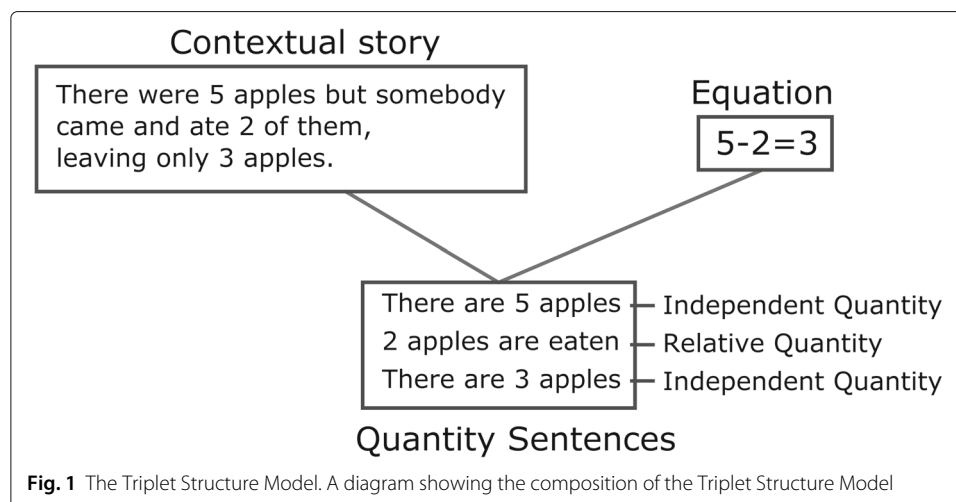 Contextual story
There were 5 apples but somebody
came and ate 2 of them,
leaving only 3 apples.
Equation
5-2=3
There are 5 apples
Independent Quantity
2 apples are eaten
Relative Quantity
There are 3 apples
Independent Quantity
Quantity Sentences
Fig. 1 The Triplet Structure Model. A diagram showing the composition of the Triplet Structure Model